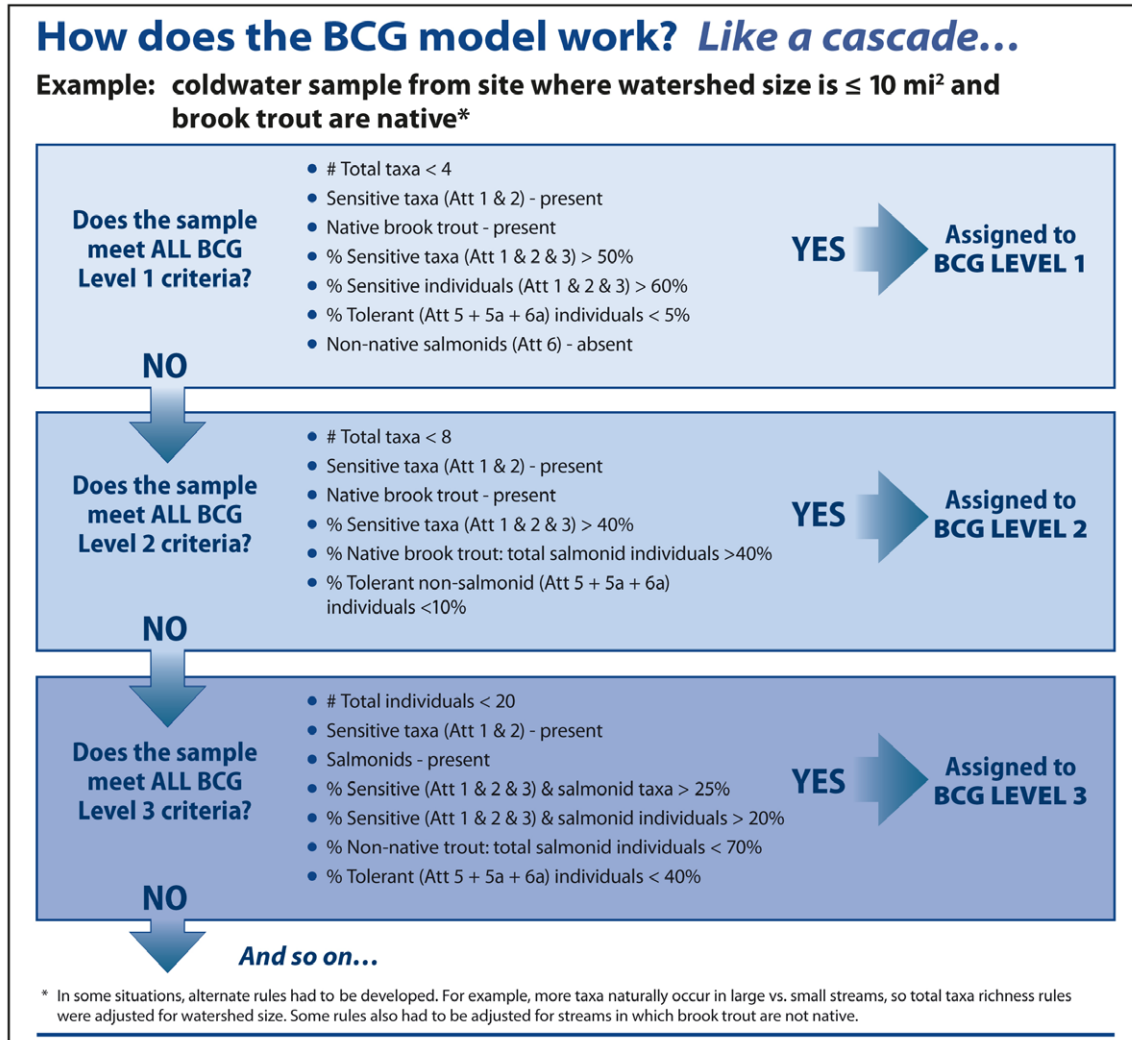 How does the BCG model work? Like a cascade...
Example: coldwater sample from site where watershed size is ≤ 10 mi² and
brook trout are native*
Does the sample
meet ALL BCG
Level 1 criteria?
• # Total taxa < 4
• Sensitive taxa (Att 1 & 2) - present
• Native brook trout - present
• % Sensitive taxa (Att 1 & 2 & 3) > 50%
• % Sensitive individuals (Att 1 & 2 & 3) > 60%
• % Tolerant (Att 5 + 5a + 6a) individuals < 5%
• Non-native salmonids (Att 6) - absent
YES
Assigned to
BCG LEVEL 1
NO
Does the sample
meet ALL BCG
Level 2 criteria?
• # Total taxa < 8
• Sensitive taxa (Att 1 & 2) - present
• Native brook trout - present
• % Sensitive taxa (Att 1 & 2 & 3) > 40%
• % Native brook trout: total salmonid individuals >40%
• % Tolerant non-salmonid (Att 5 + 5a + 6a)
individuals <10%
YES
Assigned to
BCG LEVEL 2
NO
Does the sample
meet ALL BCG
Level 3 criteria?
• # Total individuals < 20
• Sensitive taxa (Att 1 & 2) - present
• Salmonids - present
• % Sensitive (Att 1 & 2 & 3) & salmonid taxa > 25%
• % Sensitive (Att 1 & 2 & 3) & salmonid individuals > 20%
• % Non-native trout: total salmonid individuals < 70%
• % Tolerant (Att 5 + 5a + 6a) individuals < 40%
YES
Assigned to
BCG LEVEL 3
NO
And so on...
* In some situations, alternate rules had to be developed. For example, more taxa naturally occur in large vs. small streams, so total taxa richness rules
were adjusted for watershed size. Some rules also had to be adjusted for streams in which brook trout are not native.